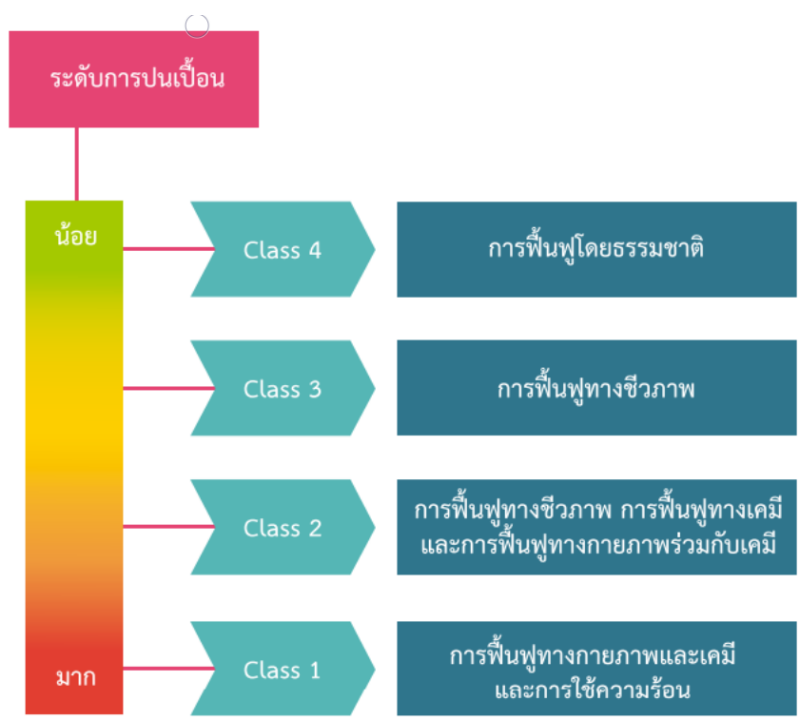 ระดับการปนเปื้อน
น้อย
Class 4
การฟื้นฟูโดยธรรมชาติ
Class 3
การฟื้นฟูทางชีวภาพ
Class 2
การฟื้นฟูทางชีวภาพ การฟื้นฟูทางเคมี
และการฟื้นฟูทางกายภาพร่วมกับเคมี
มาก
Class 1
การฟื้นฟูทางกายภาพและเคมี
และการใช้ความร้อน